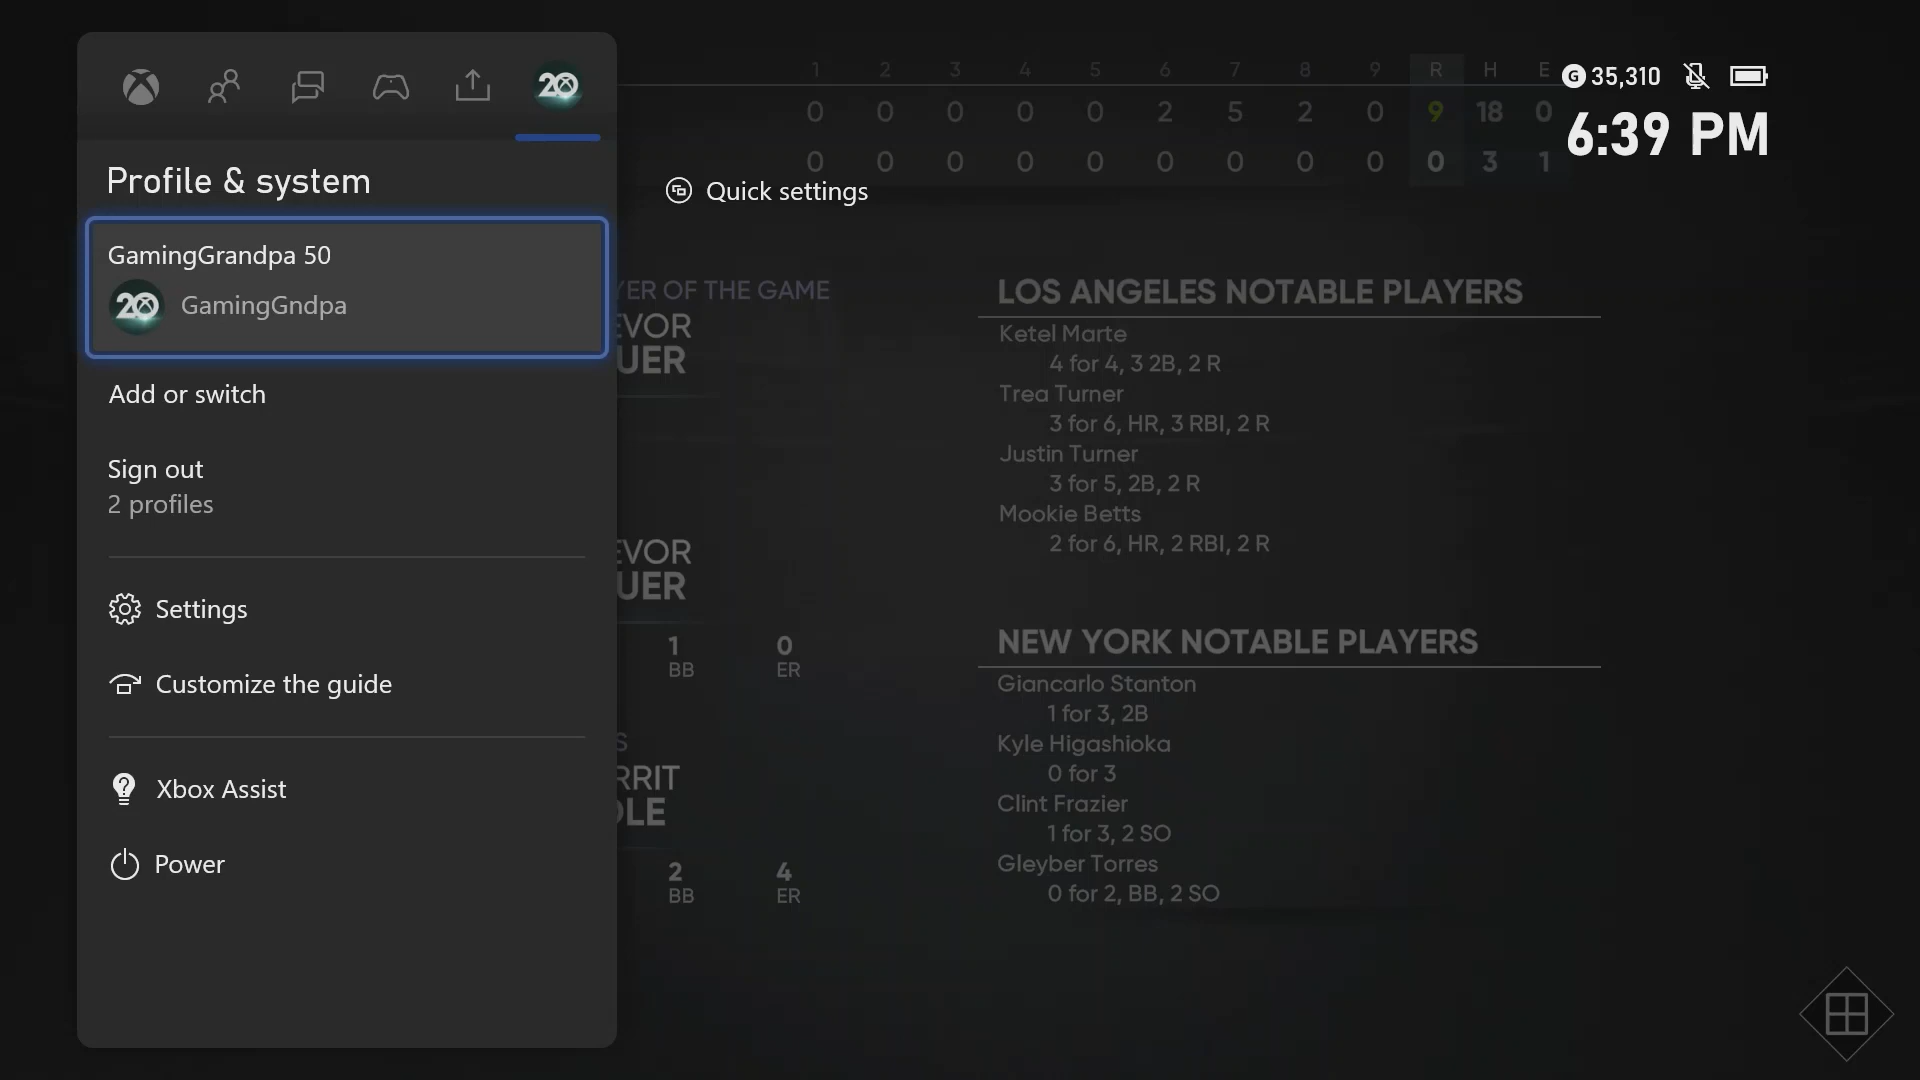 20
Profile & system
GamingGrandpa 50
20 GamingGndpa
Add or switch
Sign out
2 profiles
Settings
Customize the guide
Xbox Assist
Power
Quick settings
G 35,310
6:39 PM
1 2 3 4 5 6 7 8 9 R H E
0 0 0 0 0 2 5 2 0 9 18 0
0 0 0 0 0 0 0 0 0 0 3 1
YER OF THE GAME
EVOR
UER
EVOR
UER
1 0
BB ER
S
RRIT
OLE
2 4
BB ER
LOS ANGELES NOTABLE PLAYERS
Ketel Marte
4 for 4, 3 2B, 2 R
Trea Turner
3 for 6, HR, 3 RBI, 2 R
Justin Turner
3 for 5, 2B, 2 R
Mookie Betts
2 for 6, HR, 2 RBI, 2 R
NEW YORK NOTABLE PLAYERS
Giancarlo Stanton
1 for 3, 2B
Kyle Higashioka
0 for 3
Clint Frazier
1 for 3, 2 SO
Gleyber Torres
0 for 2, BB, 2 SO